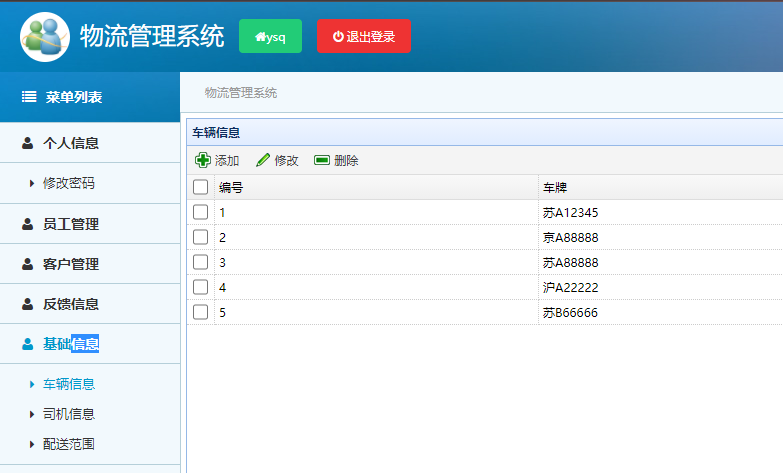 物流管理系统 ysq 退出登录
菜单列表
个人信息
修改密码
员工管理
客户管理
反馈信息
基础信息
车辆信息
司机信息
配送范围
物流管理系统
车辆信息
添加 修改 删除
编号 车牌
1 苏A12345
2 京A88888
3 苏A88888
4 沪A22222
5 苏B66666